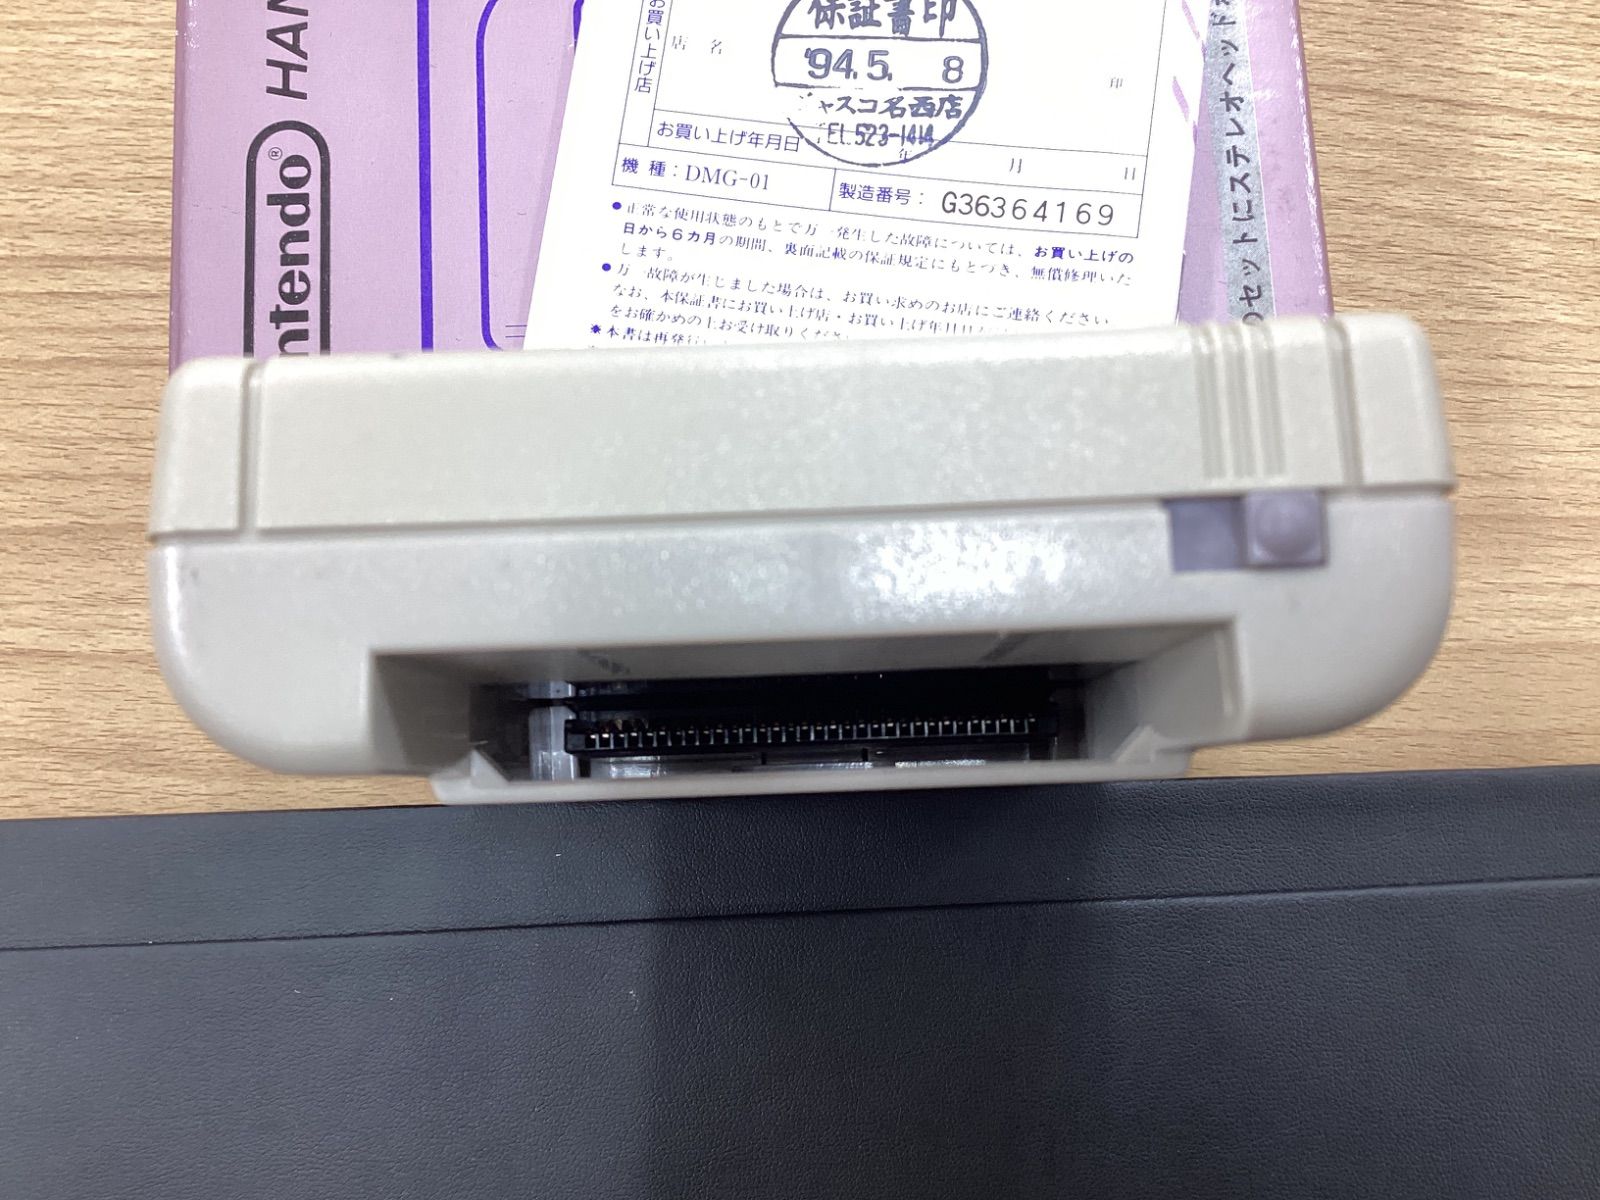 Nintendo®
HAN
お買い上げ店
店 名
印
保証書印
'94.5. 8
ジャスコ名西店
TEL 523-1414
お買い上げ年月日
年 月 日
機 種:DMG-01
製造番号: G36364169
●正常な使用状態のもとで万一発生した故障については、お買い上げの
日から6カ月の期間、裏面記載の保証規定にもとづき、無償修理いた
します。
●万一故障が生じました場合は、お買い求めのお店にご連絡ください。
なお、本保証書にお買い上げ店・お買い上げ年月日
をお確かめの上お受け取りくださ
＊本書は再発行
のセットにステレオヘッド